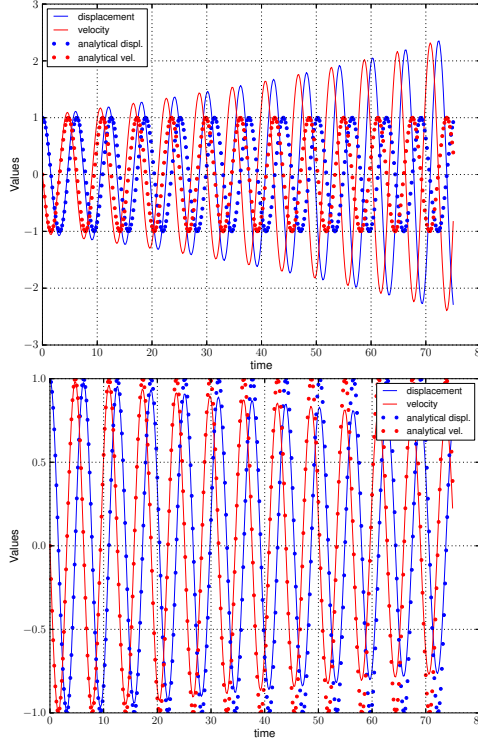 3
2
1
0
−1
−2
−3
Values
displacement
velocity
analytical displ.
analytical vel.
0 10 20 30 40 50 60 70 80
time
1.0
0.5
0.0
−0.5
−1.0
Values
displacement
velocity
analytical displ.
analytical vel.
0 10 20 30 40 50 60 70 80
time